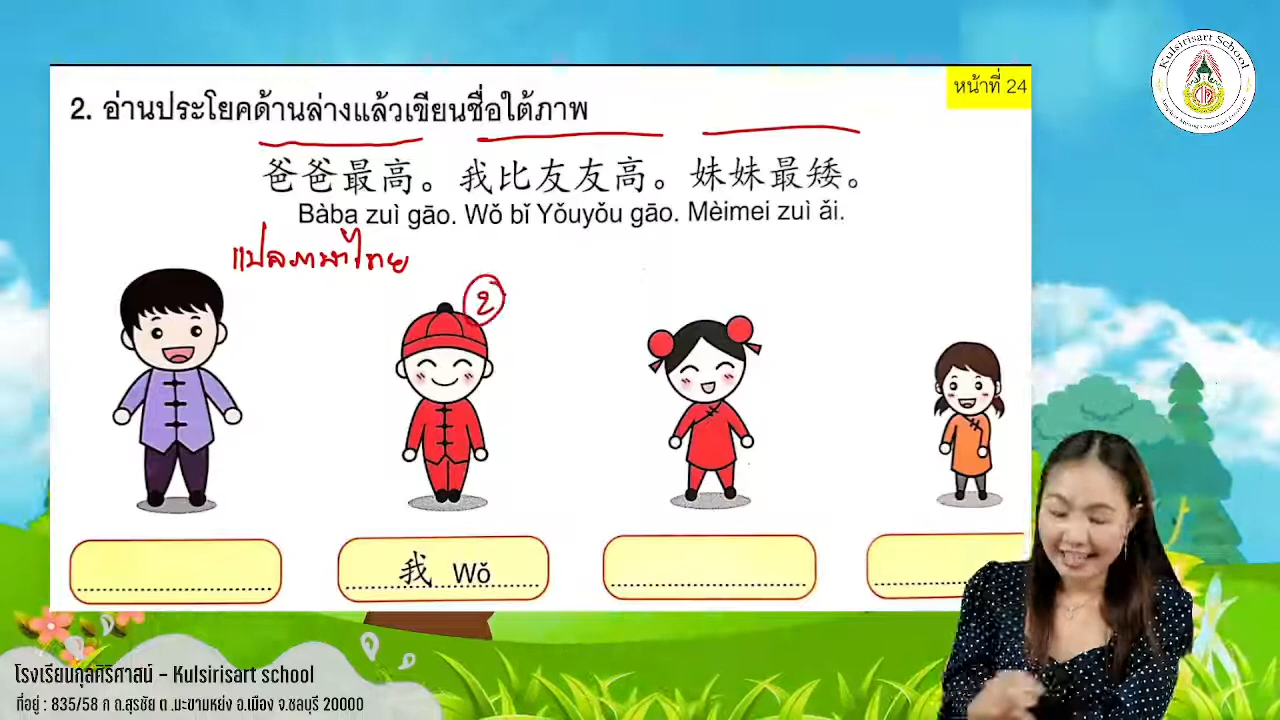 Kulsirisart School
หน้าที่ 24
2. อ่านประโยคด้านล่างแล้วเขียนชื่อใต้ภาพ
爸爸最高。我比友友高。妹妹最矮。
Bàba zuì gāo. Wǒ bǐ Yǒuyǒu gāo. Mèimei zuì ǎi.
แปลภาษาไทย
我 Wǒ
โรงเรียนกุลศิริศาสน์ - Kulsirisart school
ที่อยู่ : 835/58 ก ถ.สุรชัย ต .มะขามหย่ง อ.เมือง จ.ชลบุรี 20000